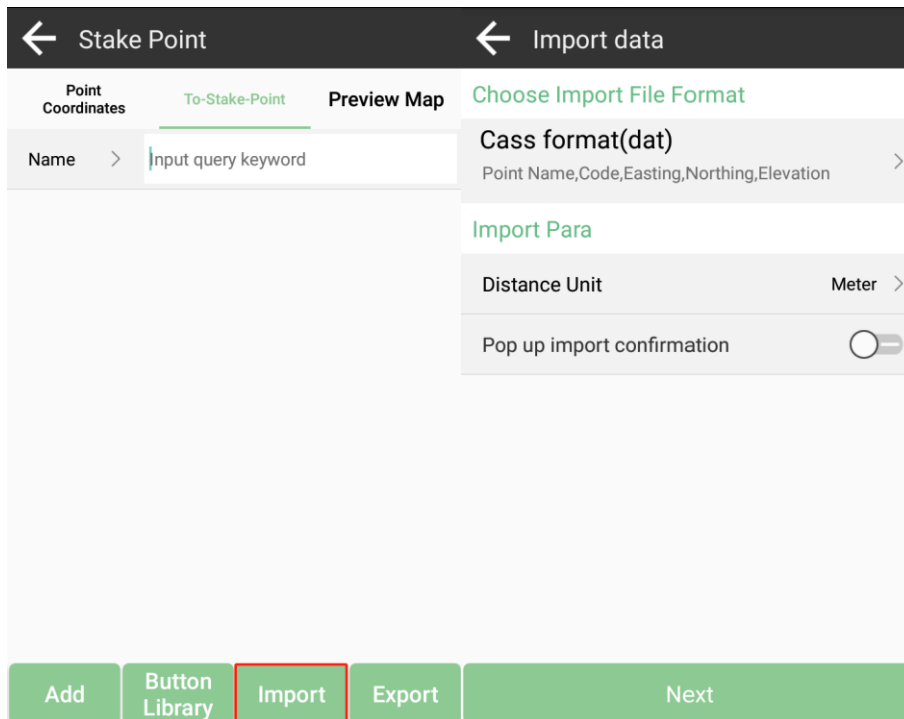 Stake Point
Point
Coordinates
To-Stake-Point
Preview Map
Name
Input query keyword
Add
Button
Library
Import
Export
Import data
Choose Import File Format
Cass format(dat)
Point Name,Code,Easting,Northing,Elevation
Import Para
Distance Unit
Meter
Pop up import confirmation
Next